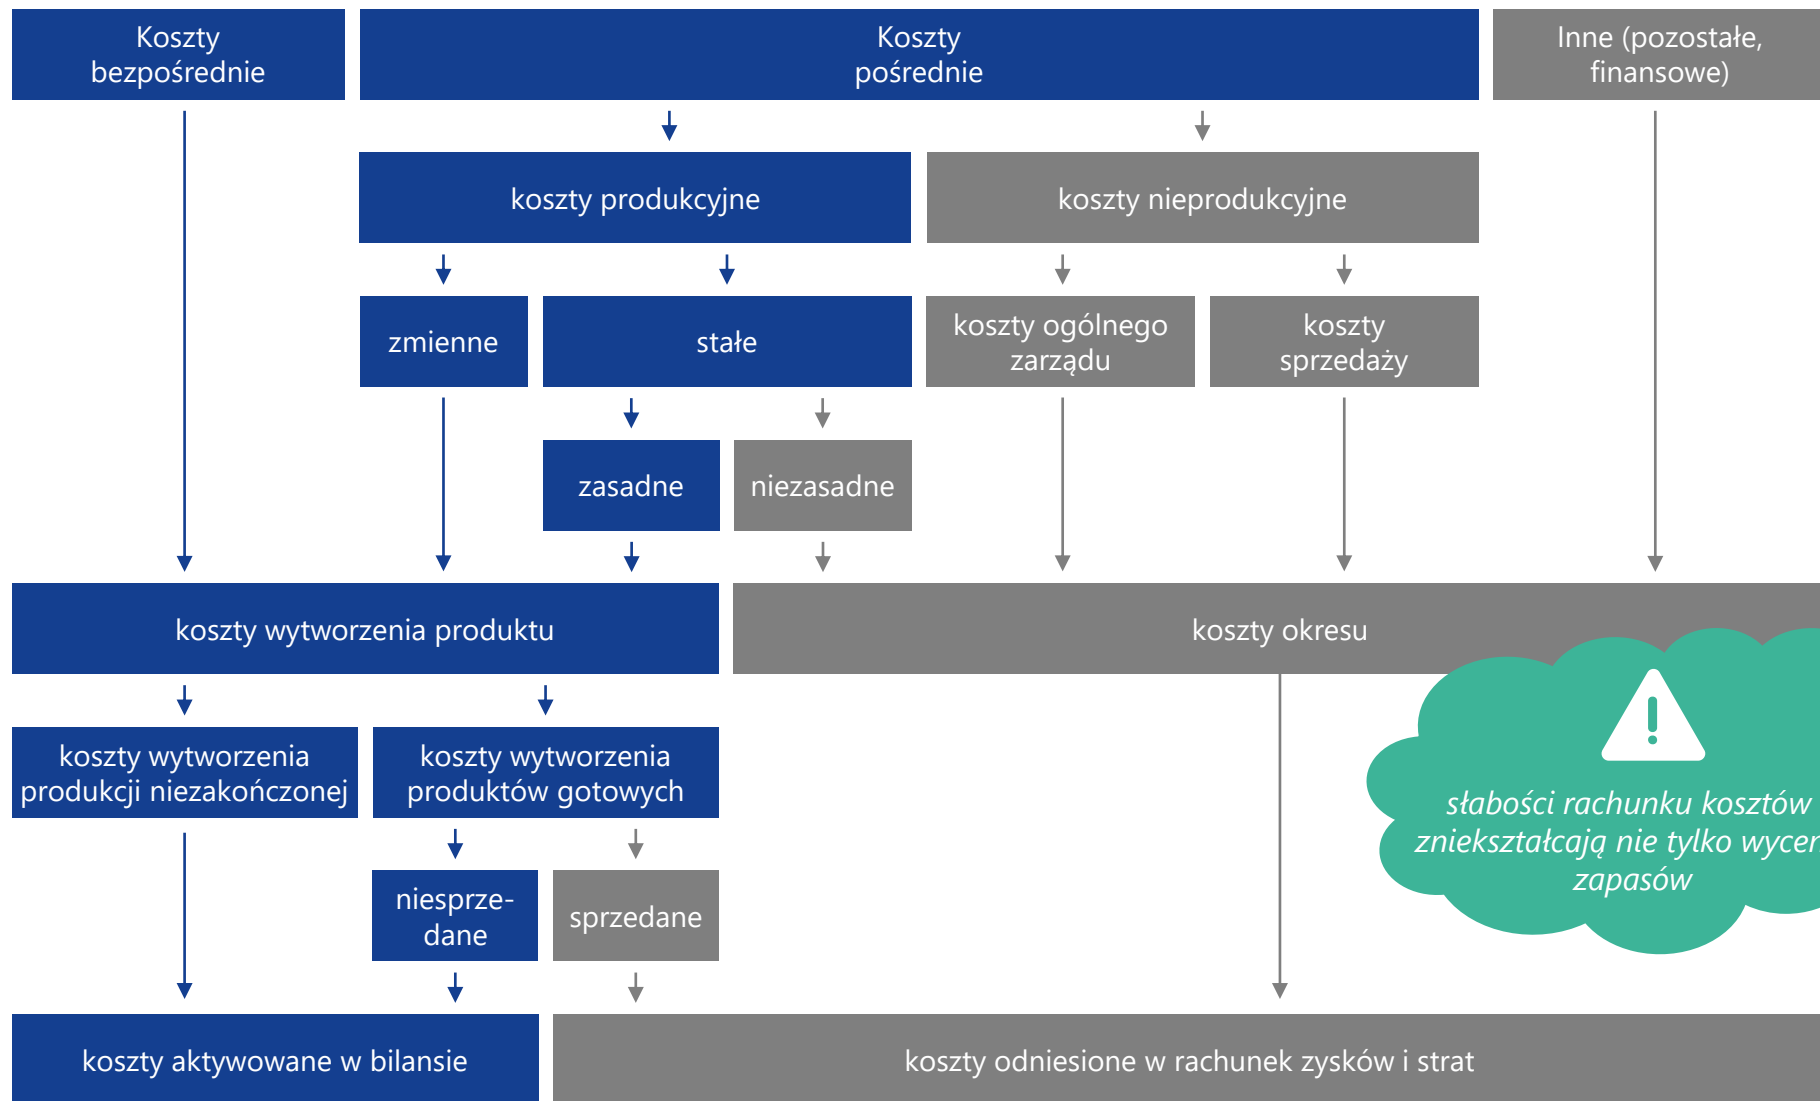 Koszty
bezpośrednie
Koszty
pośrednie
Inne (pozostałe,
finansowe)
koszty produkcyjne
koszty nieprodukcyjne
zmienne
stałe
koszty ogólnego
zarządu
koszty
sprzedaży
zasadne
niezasadne
koszty wytworzenia produktu
koszty okresu
koszty wytworzenia
produkcji niezakończonej
koszty wytworzenia
produktów gotowych
słabości rachunku kosztów
zniekształcają nie tylko
zapasów
niesprze-
dane
sprzedane
koszty aktywowane w bilansie
koszty odniesione w rachunek zysków i strat